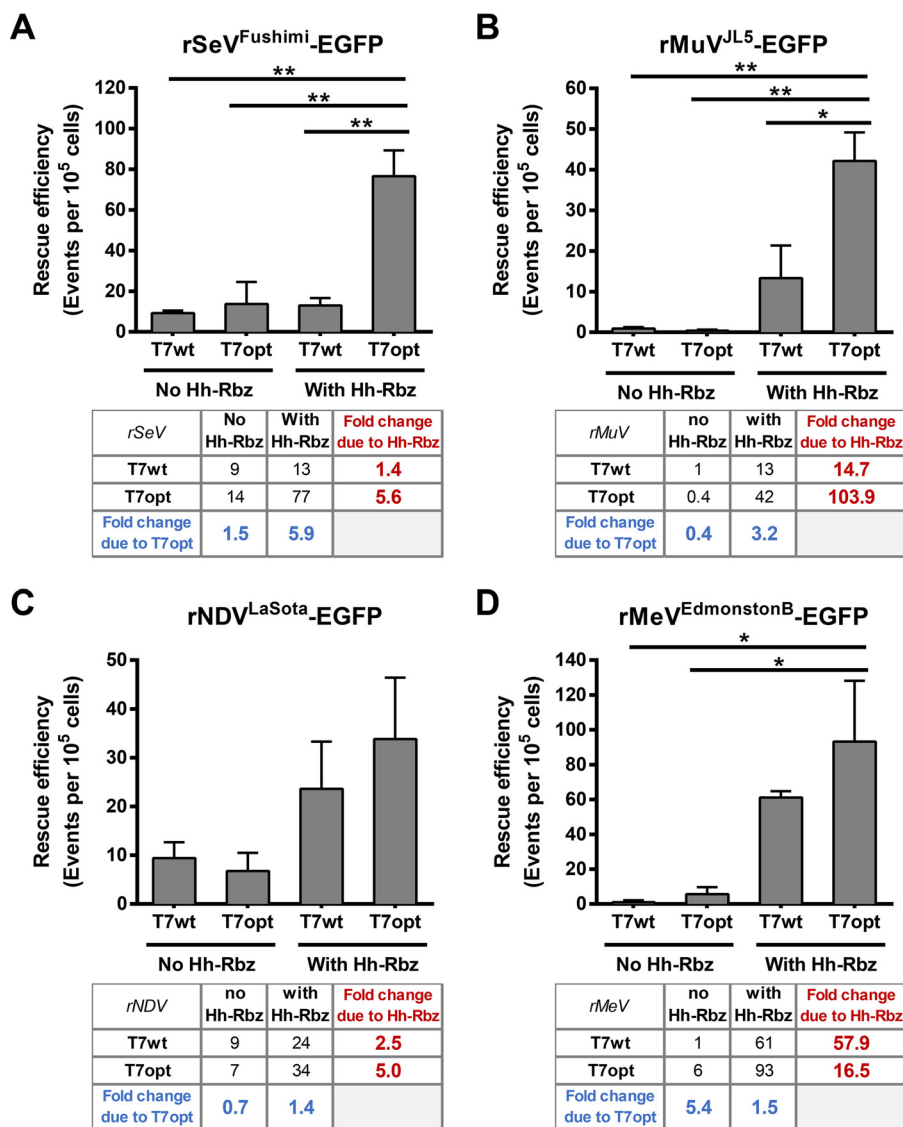 A
rSeV^Fushimi-EGFP
**
**
**
Rescue efficiency
(Events per 10^5 cells)
120
100
80
60
40
20
0
T7wt T7opt T7wt T7opt
No Hh-Rbz With Hh-Rbz
rSeV No Hh-Rbz With Hh-Rbz Fold change due to Hh-Rbz
T7wt 9 13 1.4
T7opt 14 77 5.6
Fold change due to T7opt 1.5 5.9
B
rMuV^JL5-EGFP
**
**
*
Rescue efficiency
(Events per 10^5 cells)
60
50
40
30
20
10
0
T7wt T7opt T7wt T7opt
No Hh-Rbz With Hh-Rbz
rMuV no Hh-Rbz with Hh-Rbz Fold change due to Hh-Rbz
T7wt 1 13 14.7
T7opt 0.4 42 103.9
Fold change due to T7opt 0.4 3.2
C
rNDV^LaSota-EGFP
Rescue efficiency
(Events per 10^5 cells)
50
40
30
20
10
0
T7wt T7opt T7wt T7opt
No Hh-Rbz With Hh-Rbz
rNDV no Hh-Rbz with Hh-Rbz Fold change due to Hh-Rbz
T7wt 9 24 2.5
T7opt 7 34 5.0
Fold change due to T7opt 0.7 1.4
D
rMeV^EdmonstonB-EGFP
*
*
Rescue efficiency
(Events per 10^5 cells)
140
120
100
80
60
40
20
0
T7wt T7opt T7wt T7opt
No Hh-Rbz With Hh-Rbz
rMeV no Hh-Rbz with Hh-Rbz Fold change due to Hh-Rbz
T7wt 1 61 57.9
T7opt 6 93 16.5
Fold change due to T7opt 5.4 1.5